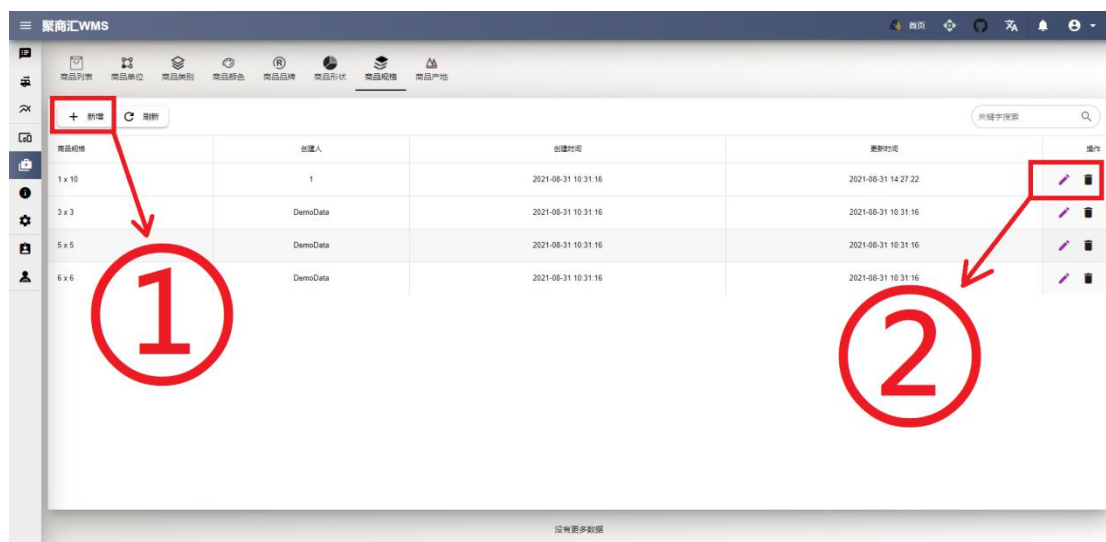 聚商汇WMS 首页
商品列表 商品单位 商品类别 商品颜色 商品品牌 商品形状 商品规格 商品产地
新增 刷新 关键字搜索
商品规格 创建人 创建时间 更新时间 操作
1 x 10 1 2021-08-31 10:31:16 2021-08-31 14:27:22
3 x 3 DemoData 2021-08-31 10:31:16 2021-08-31 10:31:16
5 x 5 DemoData 2021-08-31 10:31:16 2021-08-31 10:31:16
6 x 6 DemoData 2021-08-31 10:31:16 2021-08-31 10:31:16
① ②
没有更多数据